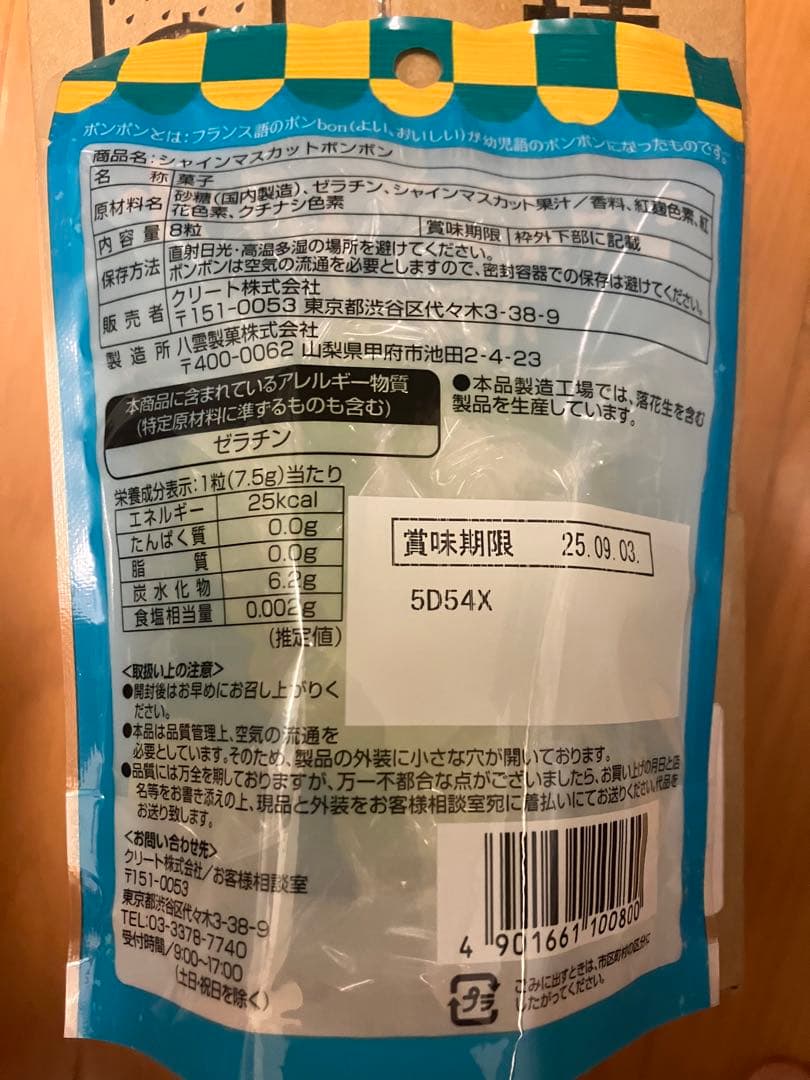 ボンボンとは：フランス語のボンbon（よい、おいしい）が幼児語のボンボンになったものです。
商品名：シャインマスカットボンボン
名称 菓子
原材料名 砂糖（国内製造）、ゼラチン、シャインマスカット果汁／香料、紅麹色素、紅
花色素、クチナシ色素
内容量 8粒 賞味期限 枠外下部に記載
保存方法 直射日光・高温多湿の場所を避けてください。
ボンボンは空気の流通を必要としますので、密封容器での保存は避けてください。
販売者 クリート株式会社
〒151-0053 東京都渋谷区代々木3-38-9
製造所 八雲製菓株式会社
〒400-0062 山梨県甲府市池田2-4-23
本商品に含まれているアレルギー物質
（特定原材料に準ずるものも含む）
ゼラチン
●本品製造工場では、落花生を含む
製品を生産しています。
栄養成分表示：1粒（7.5g）当たり
エネルギー 25kcal
たんぱく質 0.0g
脂質 0.0g
炭水化物 6.2g
食塩相当量 0.002g
（推定値）
賞味期限 25.09.03.
5D54X
＜取扱い上の注意＞
●開封後はお早めにお召し上がりく
ださい。
●本品は品質管理上、空気の流通を
必要としています。そのため、製品の外装に小さな穴が開いております。
●品質には万全を期しておりますが、万一不都合な点がございましたら、お買い上げの月日と店
名等をお書き添えの上、現品と外装をお客様相談室宛に着払いにてお送りください。代品を
お送り致します。
＜お問い合わせ先＞
クリート株式会社／お客様相談室
〒151-0053
東京都渋谷区代々木3-38-9
TEL:03-3378-7740
受付時間／9:00~17:00
（土日・祝日を除く）
4 901661 100800
プラ
ごみに出すときは、市区町村の区分に
したがってください。